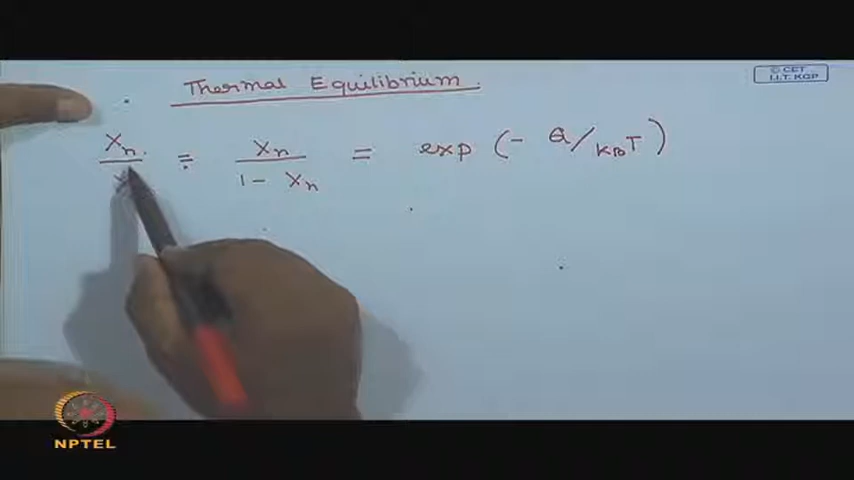 Thermal Equilibrium
© CET
I.I.T. KGP
Xn / = Xn / 1 - Xn = exp (- Q/kBT)
NPTEL